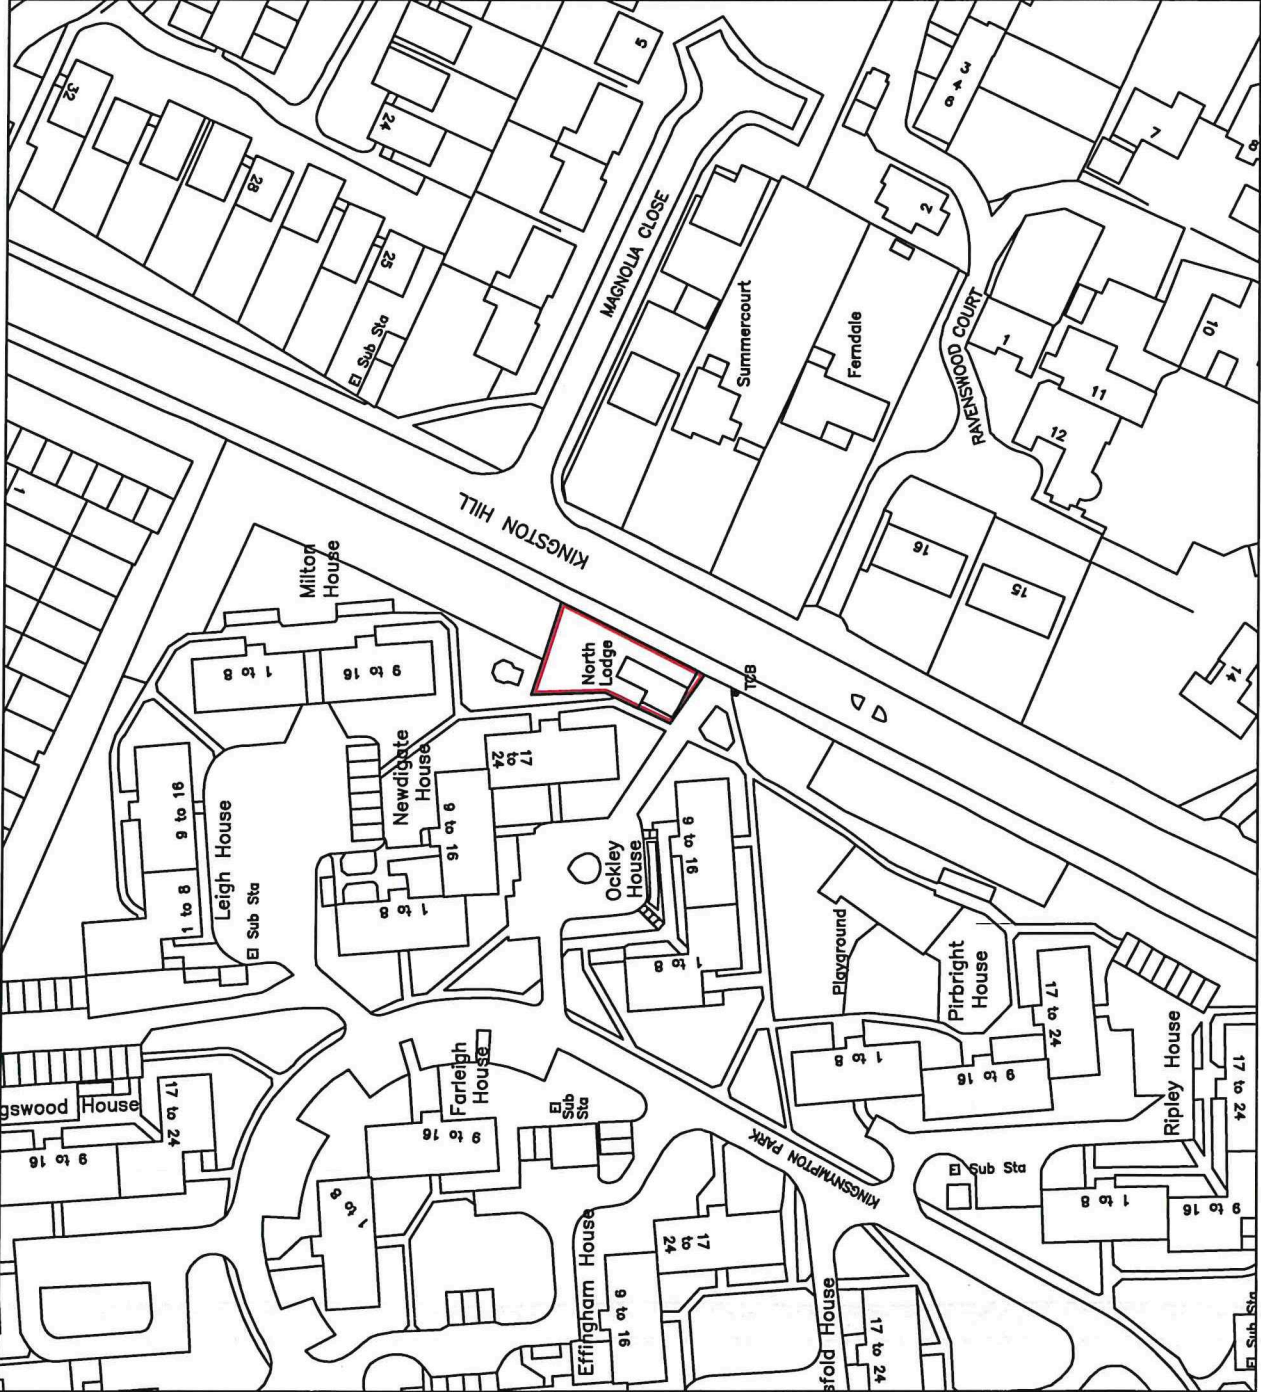 32
28
24
25
El Sub Sta
5
MAGNOLIA CLOSE
3
4
6
7
8
2
Summercourt
Ferndale
RAVENSWOOD COURT
1
10
11
12
16
15
14
KINGSTON HILL
1
Milton
House
1 to 8
9 to 16
North
Lodge
TCB
Newdigate
House
17
to
24
9 to 16
1 to 8
9 to 16
1 to 8
Leigh House
El Sub Sta
Ockley
House
9 to 16
1 to 8
Playground
Pirbright
House
17 to 24
1 to 8
9 to 16
Ripley House
17 to 24
1 to 8
9 to 16
El Sub Sta
gswood House
17 to 24
9 to 16
Farleigh
House
9 to 16
1 to 8
El
Sub
Sta
KINGSNYMPTON PARK
Effingham House
17
to
24
9 to 16
sfold House
17 to 24
El Sub Sta